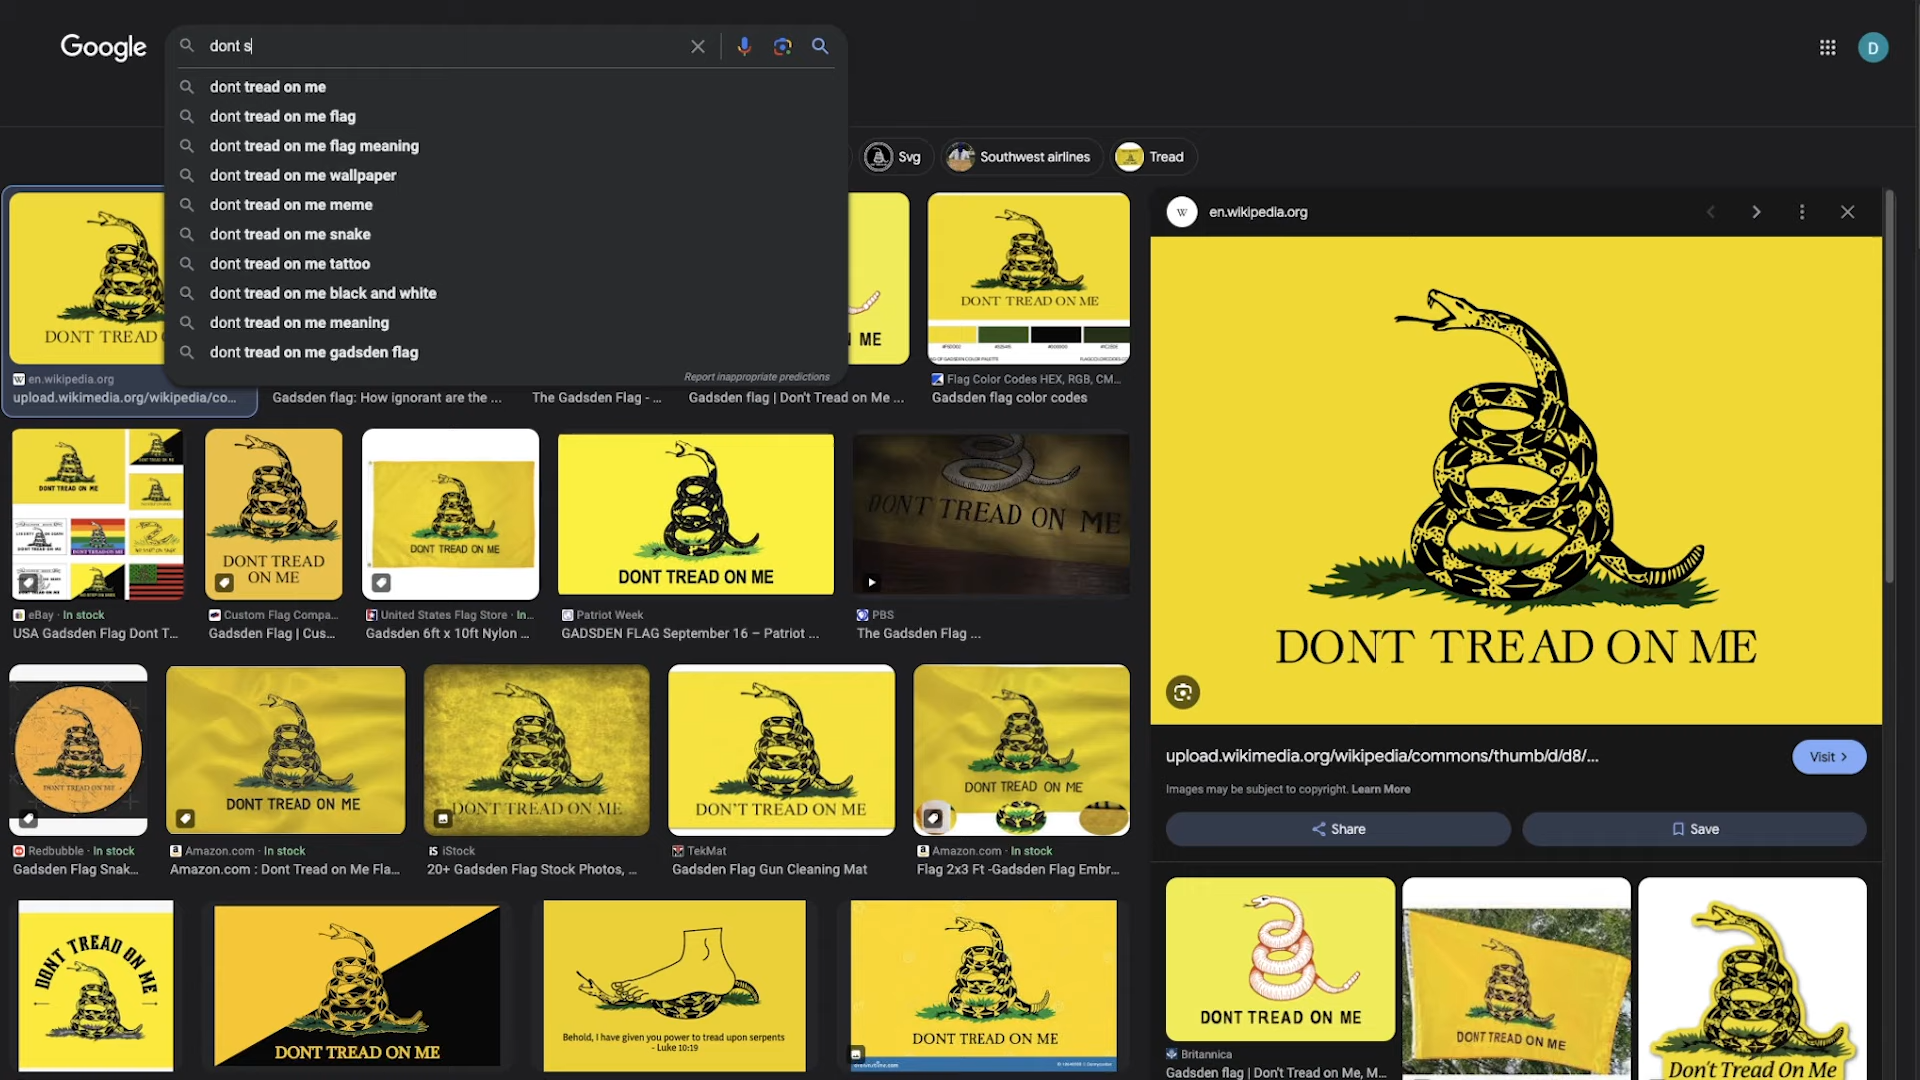 Google
dont s
dont tread on me
dont tread on me flag
dont tread on me flag meaning
dont tread on me wallpaper
dont tread on me meme
dont tread on me snake
dont tread on me tattoo
dont tread on me black and white
dont tread on me meaning
dont tread on me gadsden flag
Report inappropriate predictions
D
Svg
Southwest airlines
Tread
DONT TREAD
ME
DONT TREAD ON ME
en.wikipedia.org
upload.wikimedia.org/wikipedia/co...
Gadsden flag: How ignorant are the ...
The Gadsden Flag - ...
Gadsden flag | Don't Tread on Me ...
Flag Color Codes HEX, RGB, CM...
Gadsden flag color codes
DONT TREAD ON ME
DONT TREAD
ON ME
DONT TREAD ON ME
DONT TREAD ON ME
DONT TREAD ON ME
eBay · In stock
USA Gadsden Flag Dont T...
Custom Flag Compa...
Gadsden Flag | Cus...
United States Flag Store · In...
Gadsden 6ft x 10ft Nylon ...
Patriot Week
GADSDEN FLAG September 16 – Patriot ...
PBS
The Gadsden Flag ...
DONT TREAD ON ME
DONT TREAD ON ME
DONT TREAD ON ME
DON'T TREAD ON ME
DONT TREAD ON ME
Redbubble · In stock
Gadsden Flag Snak...
Amazon.com · In stock
Amazon.com : Dont Tread on Me Fla...
iS iStock
20+ Gadsden Flag Stock Photos, ...
TekMat
Gadsden Flag Gun Cleaning Mat
Amazon.com · In stock
Flag 2x3 Ft -Gadsden Flag Embr...
DONT TREAD ON ME
DONT TREAD ON ME
Behold, I have given you power to tread upon serpents
- Luke 10:19
DONT TREAD ON ME
W
en.wikipedia.org
DONT TREAD ON ME
upload.wikimedia.org/wikipedia/commons/thumb/d/d8/...
Visit
Images may be subject to copyright. Learn More
Share
Save
DONT TREAD ON ME
DONT TREAD ON ME
Don't Tread On Me
Britannica
Gadsden flag | Don't Tread on Me, M...